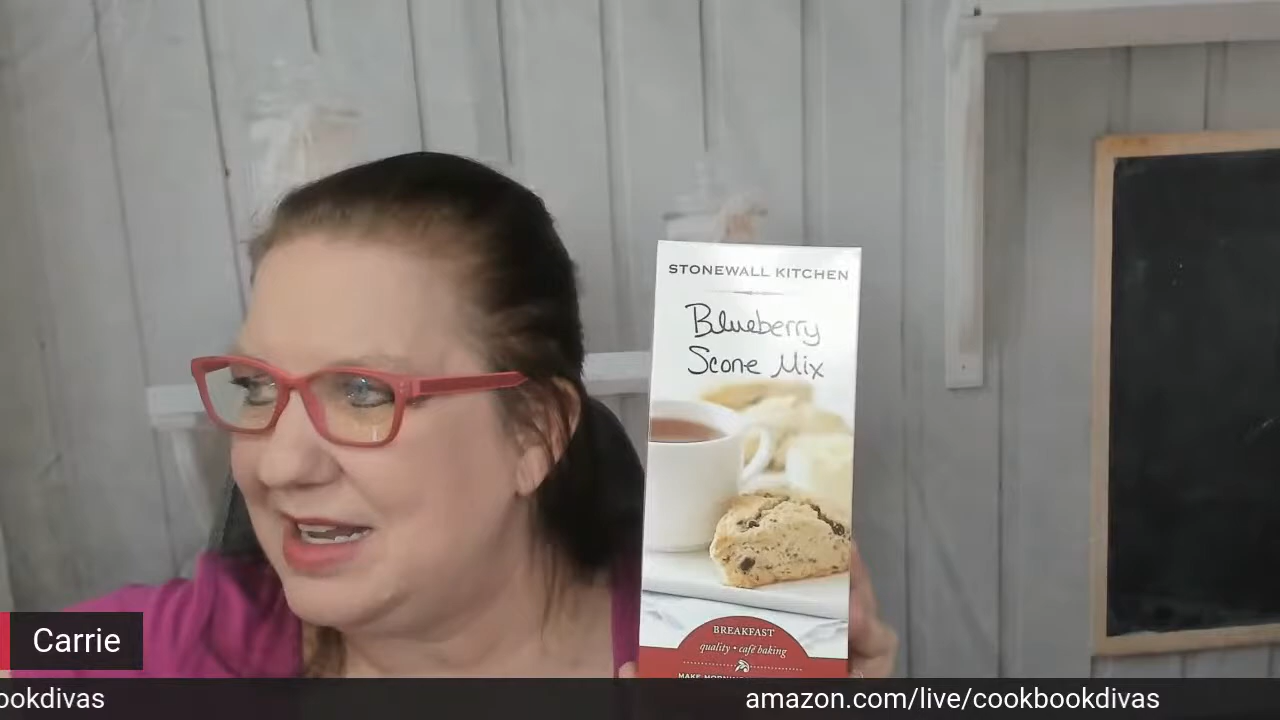 STONEWALL KITCHEN
Blueberry
Scone Mix
BREAKFAST
quality • café baking
Carrie
ookdivas
amazon.com/live/cookbookdivas